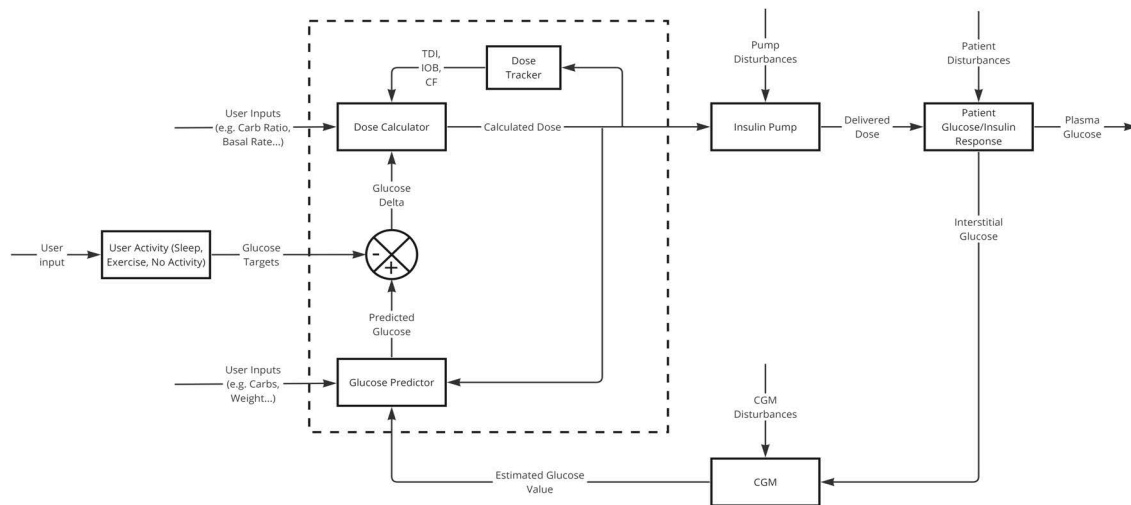 TDI,
IOB,
CF
Dose
Tracker
Pump
Disturbances
Patient
Disturbances
User Inputs
(e.g. Carb Ratio,
Basal Rate...)
Dose Calculator
Calculated Dose
Insulin Pump
Delivered
Dose
Patient
Glucose/Insulin
Response
Plasma
Glucose
Glucose
Delta
User
input
User Activity (Sleep,
Exercise, No Activity)
Glucose
Targets
-
+
Interstitial
Glucose
Predicted
Glucose
User Inputs
(e.g. Carbs,
Weight...)
Glucose Predictor
CGM
Disturbances
Estimated Glucose
Value
CGM